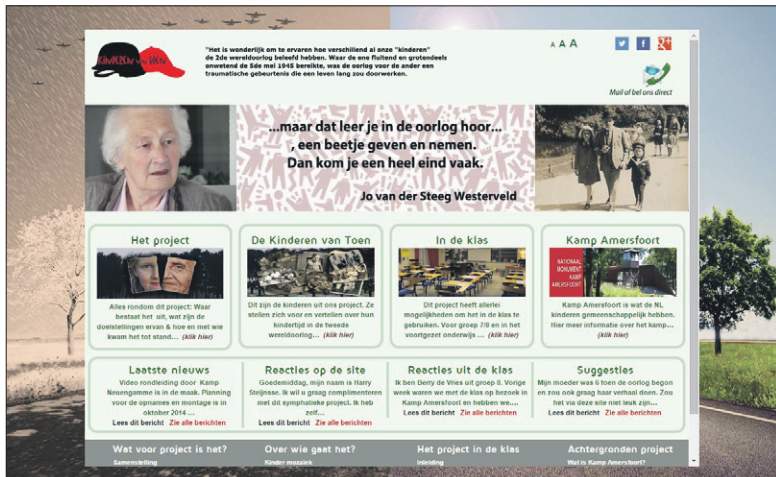 KINDEREN VAN TOEN
"Het is wonderlijk om te ervaren hoe verschillend al onze "kinderen"
de 2de wereldoorlog beleefd hebben. Waar de ene fluitend en grotendeels
onwetend de 5de mei 1945 bereikte, was de oorlog voor de ander een
traumatische gebeurtenis die een leven lang zou doorwerken.
A A A
Mail of bel ons direct
...maar dat leer je in de oorlog hoor...
, een beetje geven en nemen.
Dan kom je een heel eind vaak.
Jo van der Steeg Westerveld
Het project
Alles rondom dit project: Waar
bestaat het uit, wat zijn de
doelstellingen ervan & hoe en met wie
kwam het tot stand... (klik hier)
De Kinderen van Toen
Dit zijn de kinderen uit ons project. Ze
stellen zich voor en vertellen over hun
kindertijd in de tweede
wereldoorlog... (klik hier)
In de klas
Dit project heeft allerlei
mogelijkheden om het in de klas te
gebruiken. Voor groep 7/8 en in het
voortgezet onderwijs ... (klik hier)
Kamp Amersfoort
NATIONAAL
MONUMENT
KAMP
AMERSFOORT
Kamp Amersfoort is wat de NL
kinderen gemeenschappelijk hebben.
Hier meer informatie over het kamp...
(klik hier)
Laatste nieuws
Video rondleiding door Kamp
Neuengamme is in de maak. Planning
voor de opnames en montage is in
oktober 2014 ...
Lees dit bericht Zie alle berichten
Reacties op de site
Goedemiddag, mijn naam is Harry
Steijnsse. Ik wil u graag complimenteren
met dit symphatieke project. Ik heb
zelf...
Lees dit bericht Zie alle berichten
Reacties uit de klas
Ik ben Berry de Vries uit groep 8. Vorige
week waren we met de klas op bezoek in
Kamp Amersfoort en hebben we....
Lees dit bericht Zie alle berichten
Suggesties
Mijn moeder was 6 toen de oorlog begon
en zou ook graag haar verhaal doen. Zou
het via deze site niet leuk zijn...
Lees dit bericht Zie alle berichten
Wat voor project is het?
Samenstelling
Over wie gaat het?
Kinder mozaïek
Het project in de klas
Inleiding
Achtergronden project
Wat is Kamp Amersfoort?